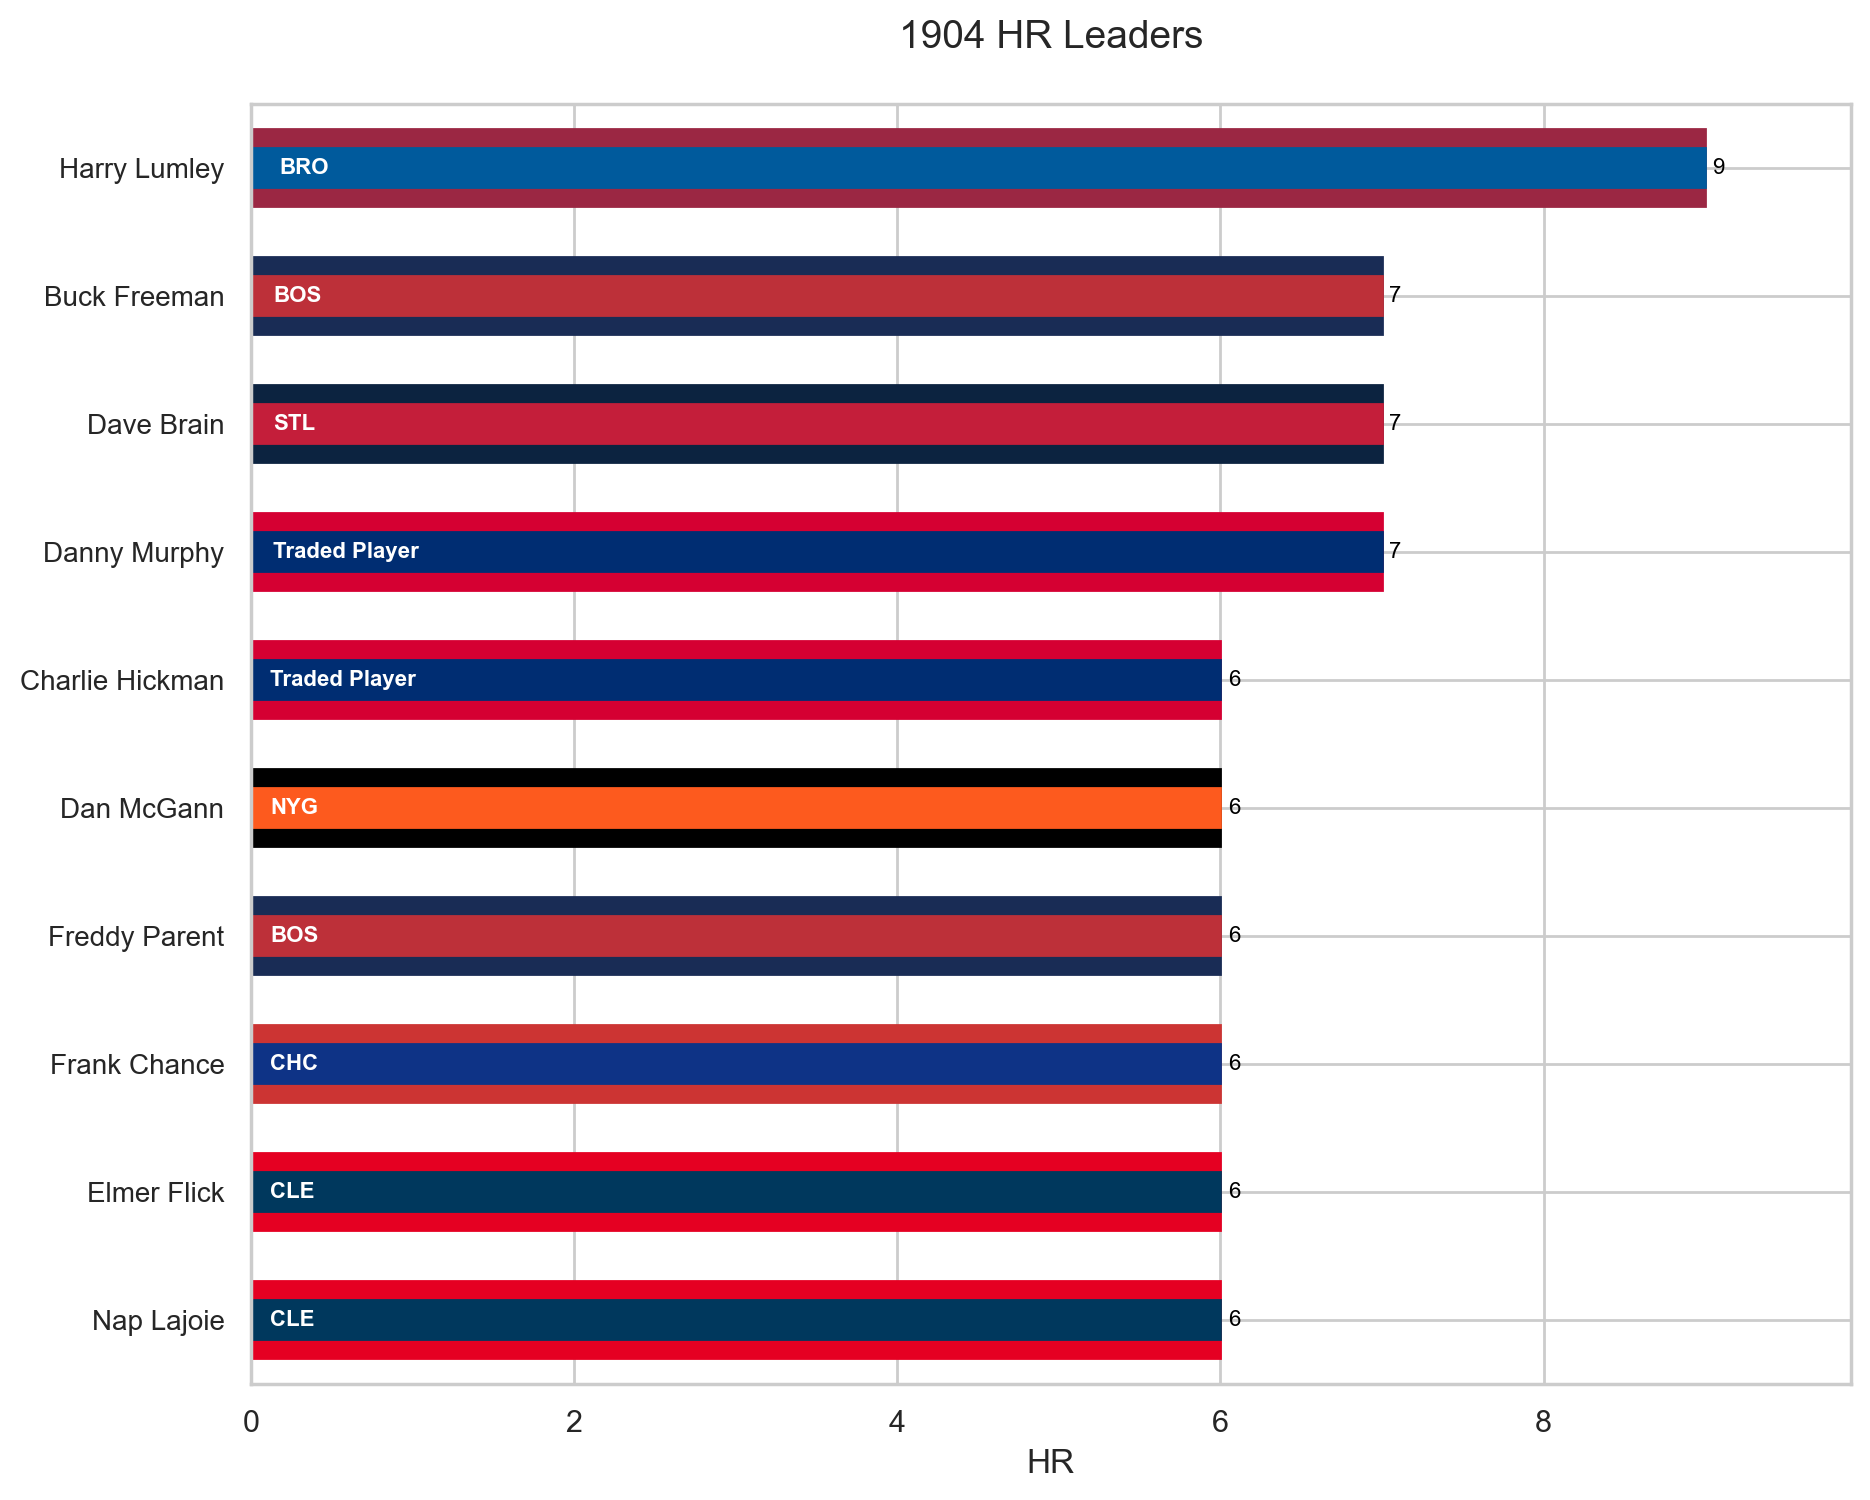 1904 HR Leaders
Harry Lumley
BRO
9
Buck Freeman
BOS
7
Dave Brain
STL
7
Danny Murphy
Traded Player
7
Charlie Hickman
Traded Player
6
Dan McGann
NYG
6
Freddy Parent
BOS
6
Frank Chance
CHC
6
Elmer Flick
CLE
6
Nap Lajoie
CLE
6
0 2 4 6 8
HR